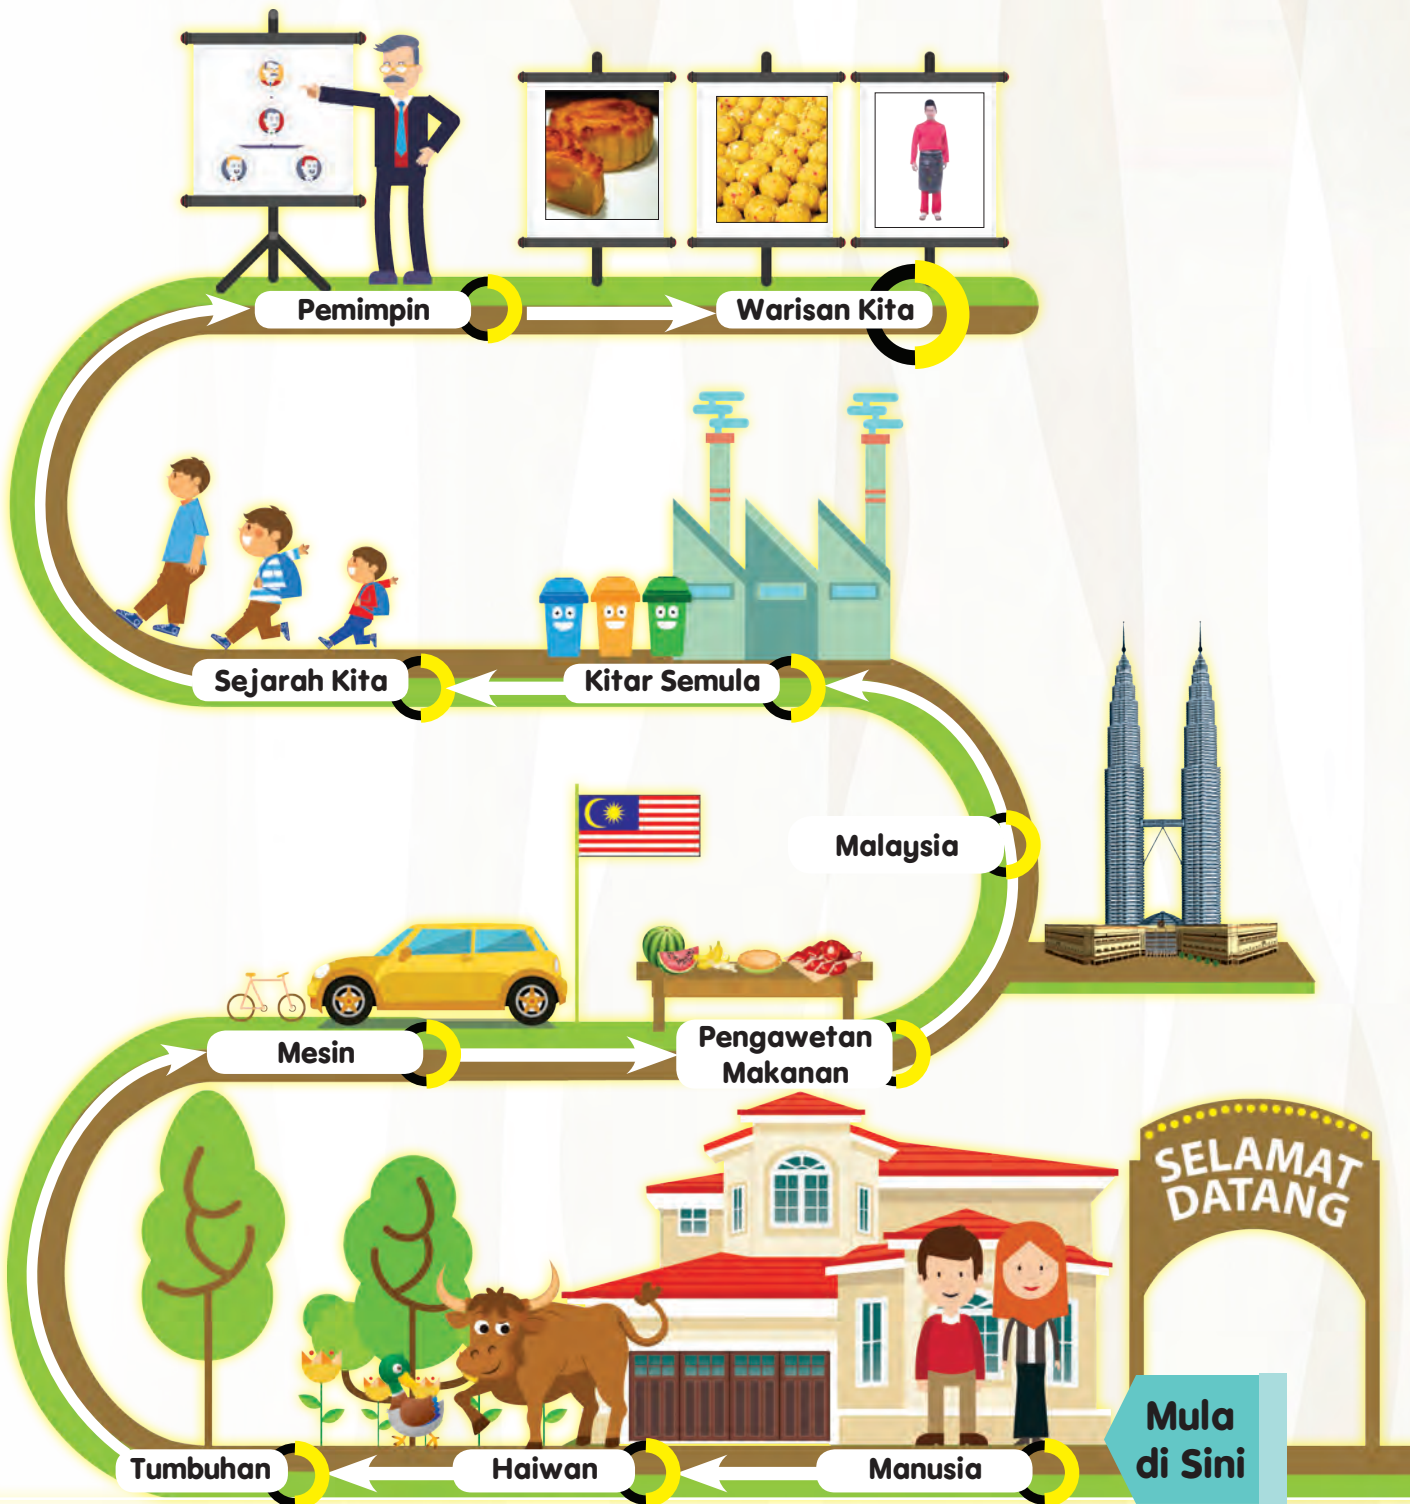 Pemimpin
Warisan Kita
Sejarah Kita
Kitar Semula
Malaysia
Mesin
Pengawetan
Makanan
SELAMAT
DATANG
Mula
di Sini
Tumbuhan
Haiwan
Manusia